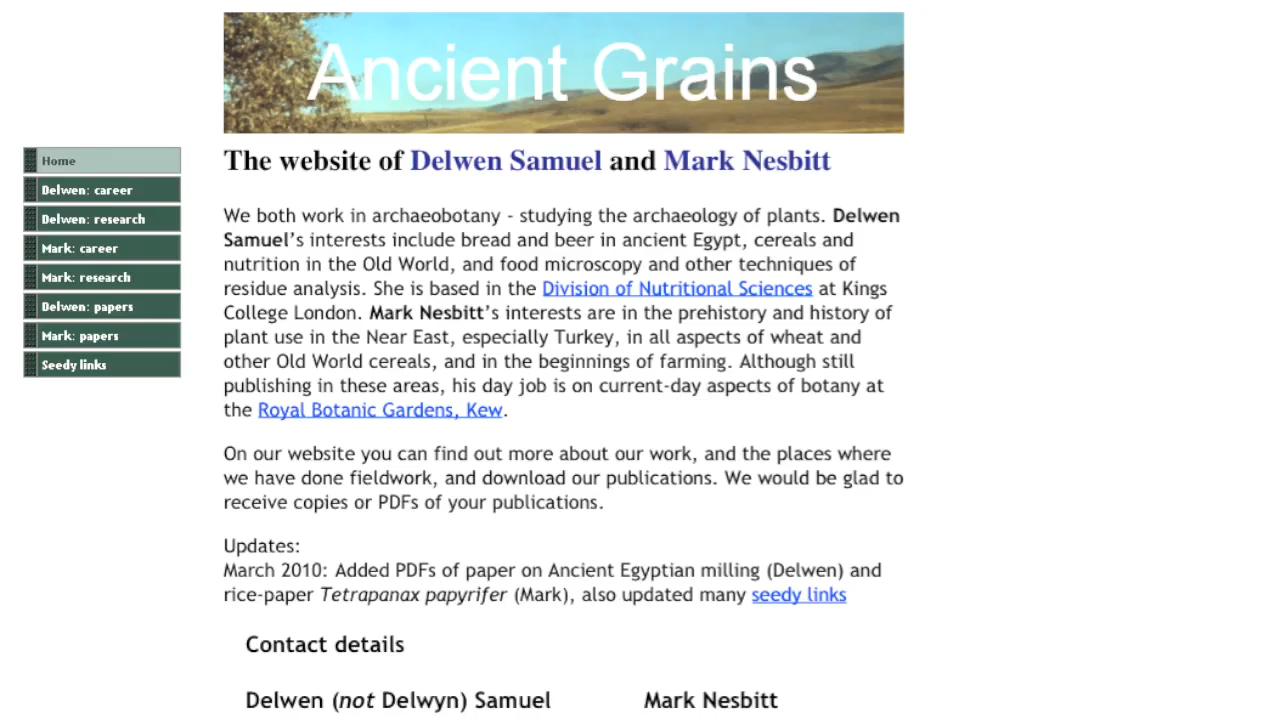 Ancient Grains
The website of Delwen Samuel and Mark Nesbitt
Home
Delwen: career
Delwen: research
Mark: career
Mark: research
Delwen: papers
Mark: papers
Seedy links
We both work in archaeobotany - studying the archaeology of plants. Delwen
Samuel’s interests include bread and beer in ancient Egypt, cereals and
nutrition in the Old World, and food microscopy and other techniques of
residue analysis. She is based in the Division of Nutritional Sciences at Kings
College London. Mark Nesbitt’s interests are in the prehistory and history of
plant use in the Near East, especially Turkey, in all aspects of wheat and
other Old World cereals, and in the beginnings of farming. Although still
publishing in these areas, his day job is on current-day aspects of botany at
the Royal Botanic Gardens, Kew.
On our website you can find out more about our work, and the places where
we have done fieldwork, and download our publications. We would be glad to
receive copies or PDFs of your publications.
Updates:
March 2010: Added PDFs of paper on Ancient Egyptian milling (Delwen) and
rice-paper Tetrapanax papyrifer (Mark), also updated many seedy links
Contact details
Delwen (not Delwyn) Samuel
Mark Nesbitt